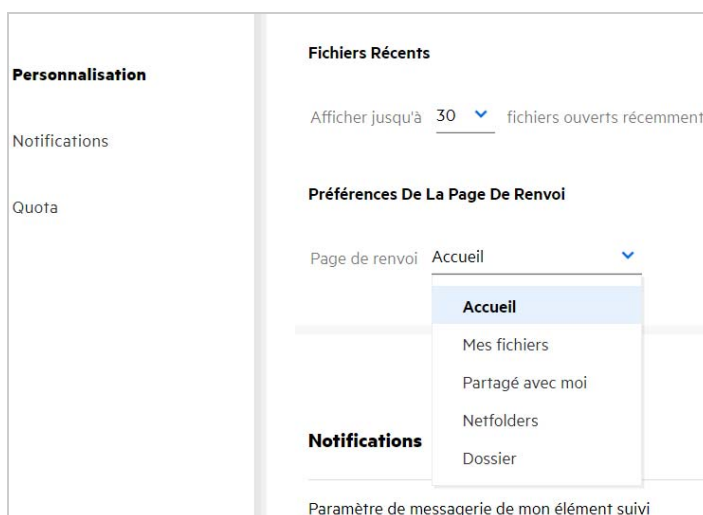 Personnalisation
Notifications
Quota
Fichiers Récents
Afficher jusqu'à 30 fichiers ouverts récemment
Préférences De La Page De Renvoi
Page de renvoi Accueil
Accueil
Mes fichiers
Partagé avec moi
Netfolders
Dossier
Notifications
Paramètre de messagerie de mon élément suivi